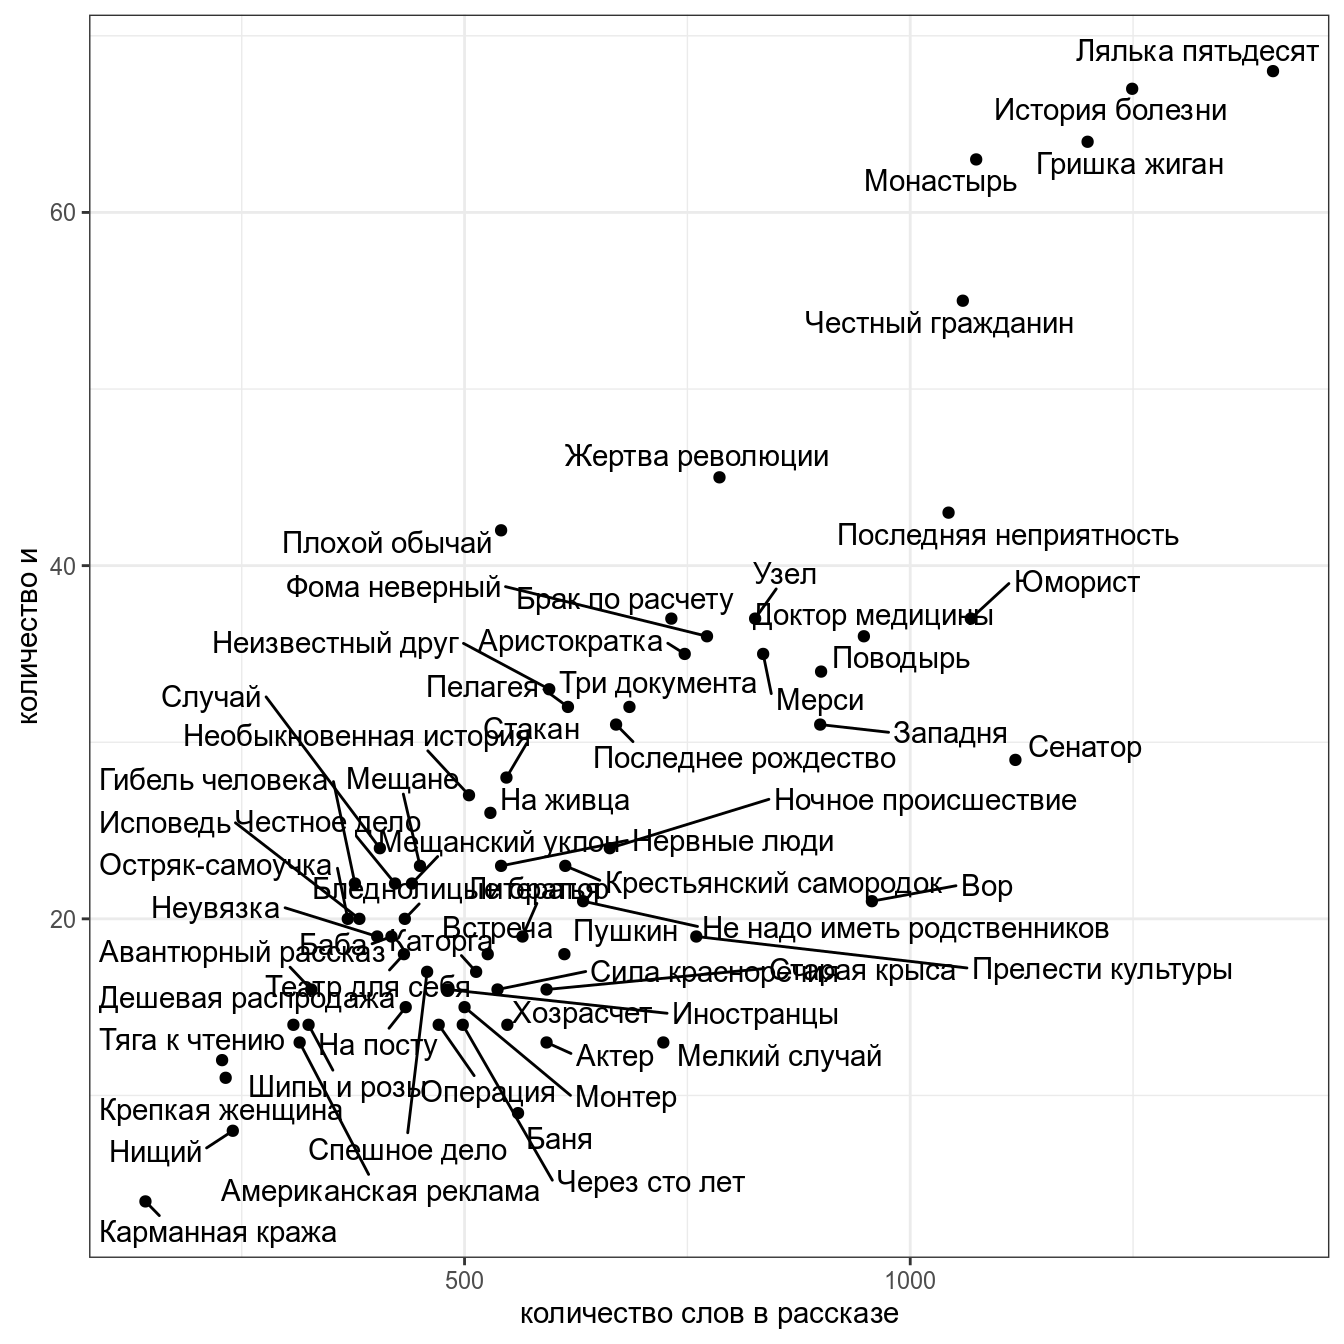 Лялька пятьдесят
История болезни
Гришка жиган
Монастырь
60
Честный гражданин
Жертва революции
Последняя неприятность
Плохой обычай
40
Узел
Юморист
Фома неверный
Брак по расчету
Доктор медицины
Неизвестный друг
Аристократка
Поводырь
Пелагея
Три документа
Случай
Мерси
Стакан
Необыкновенная история
Западня
Сенатор
Последнее рождество
Гибель человека
Мещане
На живца
Ночное происшествие
Исповедь
Честное дело
Мещанский уклон
Нервные люди
Остряк-самоучка
Бледнолицые братья
Литератор
Крестьянский самородок
Вор
Неувязка
Встреча
Пушкин
Не надо иметь родственников
Баба
Каторга
Авантюрный рассказ
Сила красноречия
Старая крыса
Прелести культуры
Театр для себя
Дешевая распродажа
Хозрасчет
Иностранцы
Тяга к чтению
На посту
Актер
Мелкий случай
Шипы и розы
Операция
Монтер
Крепкая женщина
Баня
Нищий
Спешное дело
Через сто лет
Американская реклама
Карманная кража
20
количество и
500
1000
количество слов в рассказе